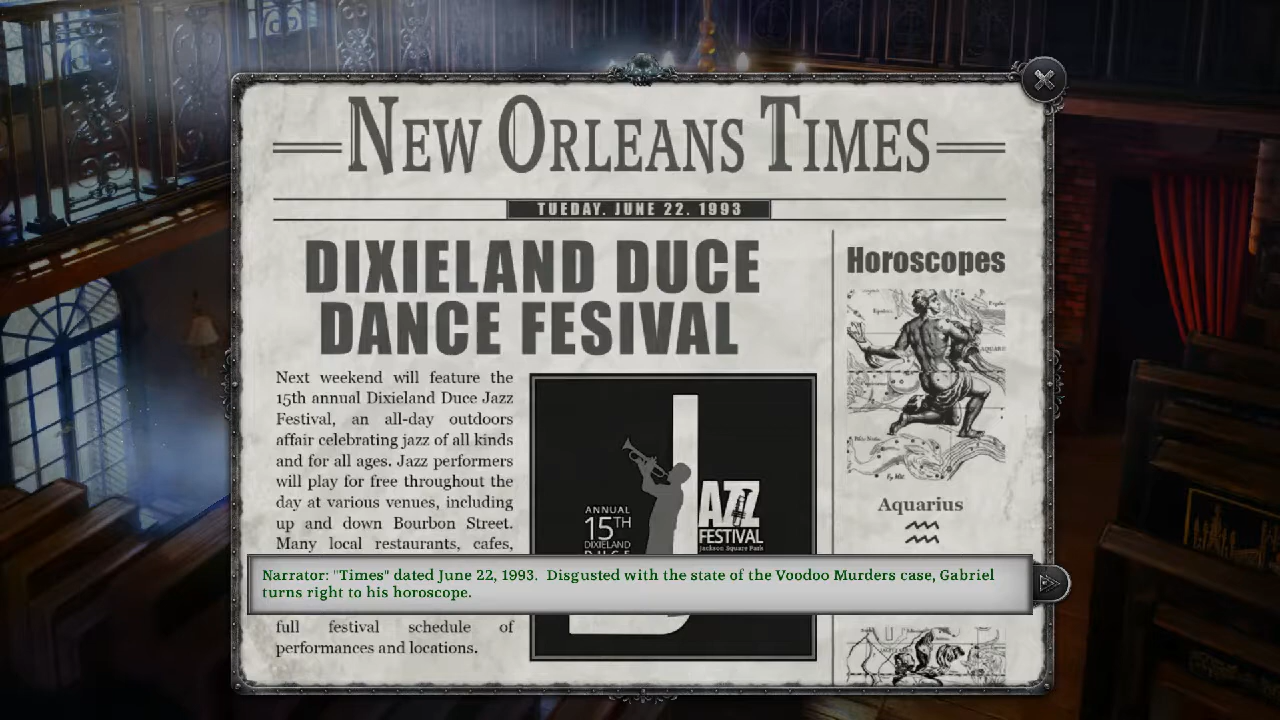 NEW ORLEANS TIMES
TUEDAY. JUNE 22. 1993
DIXIELAND DUCE
DANCE FESIVAL
Next weekend will feature the
15th annual Dixieland Duce Jazz
Festival, an all-day outdoors
affair celebrating jazz of all kinds
and for all ages. Jazz performers
will play for free throughout the
day at various venues, including
up and down Bourbon Street.
Many local restaurants, cafes,
full festival schedule of
performances and locations.
ANNUAL
15TH
DIXIELAND
JAZZ
FESTIVAL
Jackson Square Park
Horoscopes
Aquarius
Narrator: "Times" dated June 22, 1993. Disgusted with the state of the Voodoo Murders case, Gabriel
turns right to his horoscope.